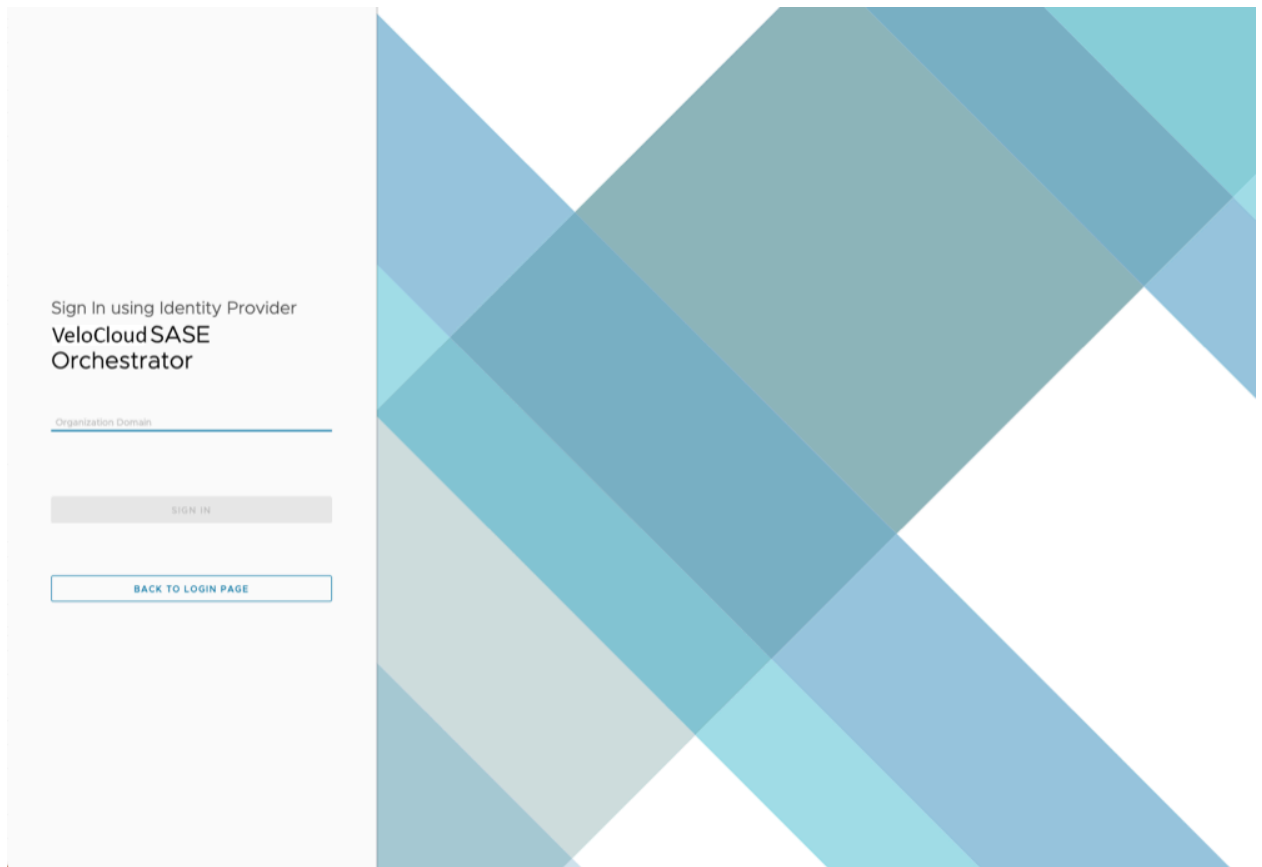 Sign In using Identity Provider
VeloCloud SASE
Orchestrator
Organization Domain
SIGN IN
BACK TO LOGIN PAGE